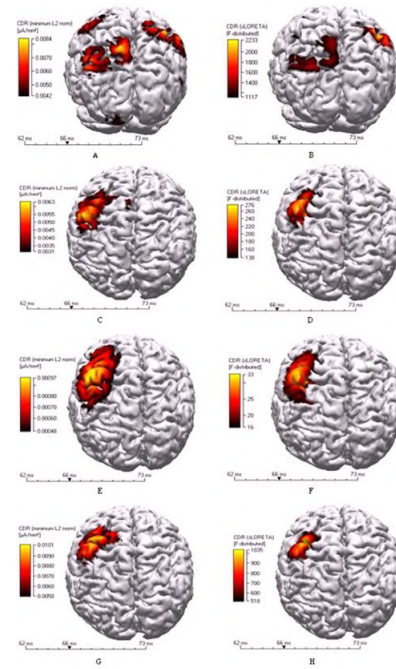 CDR (minimum L2 norm)
[µA/mm²]
0.0084
0.0070
0.0060
0.0050
0.0042
62 ms
66 ms
73 ms
A
CDR (sLORETA)
[F-distributed]
2233
2000
1800
1600
1400
1117
62 ms
66 ms
73 ms
B
CDR (minimum L2 norm)
[µA/mm²]
0.0063
0.0055
0.0050
0.0045
0.0040
0.0035
0.0031
62 ms
66 ms
73 ms
C
CDR (sLORETA)
[F-distributed]
276
260
240
220
200
180
160
138
62 ms
66 ms
73 ms
D
CDR (minimum L2 norm)
[µA/mm²]
0.00097
0.00080
0.00070
0.00060
0.00048
62 ms
66 ms
73 ms
E
CDR (sLORETA)
[F-distributed]
33
30
25
20
16
62 ms
66 ms
73 ms
F
CDR (minimum L2 norm)
[µA/mm²]
0.0101
0.0090
0.0080
0.0070
0.0060
0.0050
62 ms
66 ms
73 ms
G
CDR (sLORETA)
[F-distributed]
1035
900
800
700
600
518
62 ms
66 ms
73 ms
H